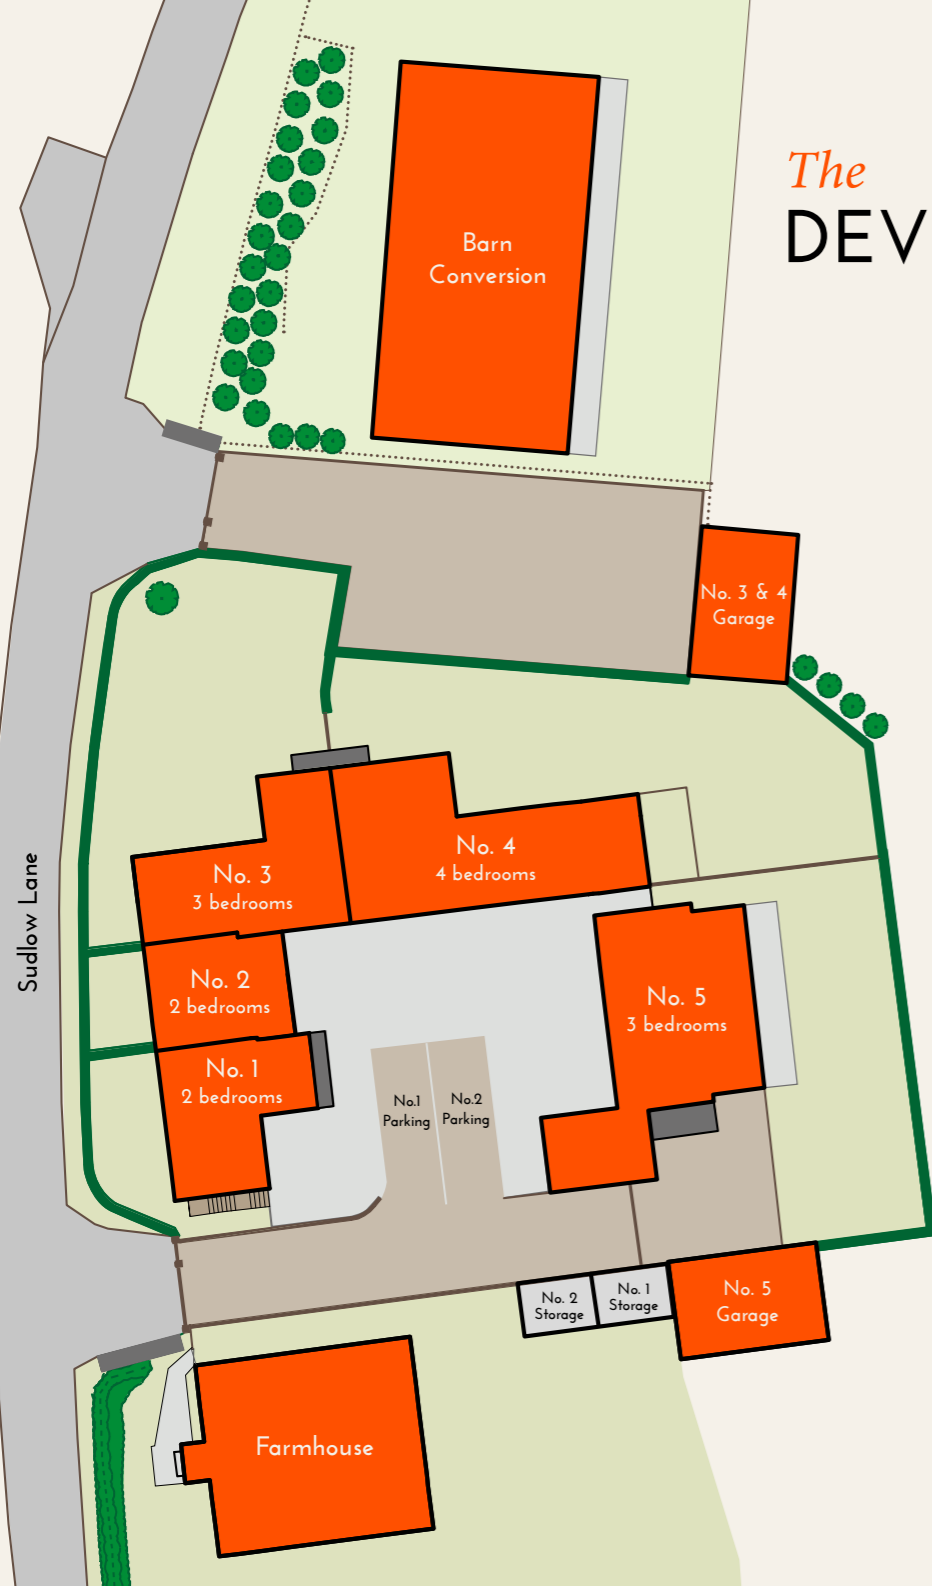 The
DEV
Barn
Conversion
No. 3 & 4
Garage
No. 4
4 bedrooms
No. 3
3 bedrooms
Sudlow Lane
No. 2
2 bedrooms
No. 5
3 bedrooms
No. 1
2 bedrooms
No.1
Parking
No.2
Parking
No. 2
Storage
No. 1
Storage
No. 5
Garage
Farmhouse